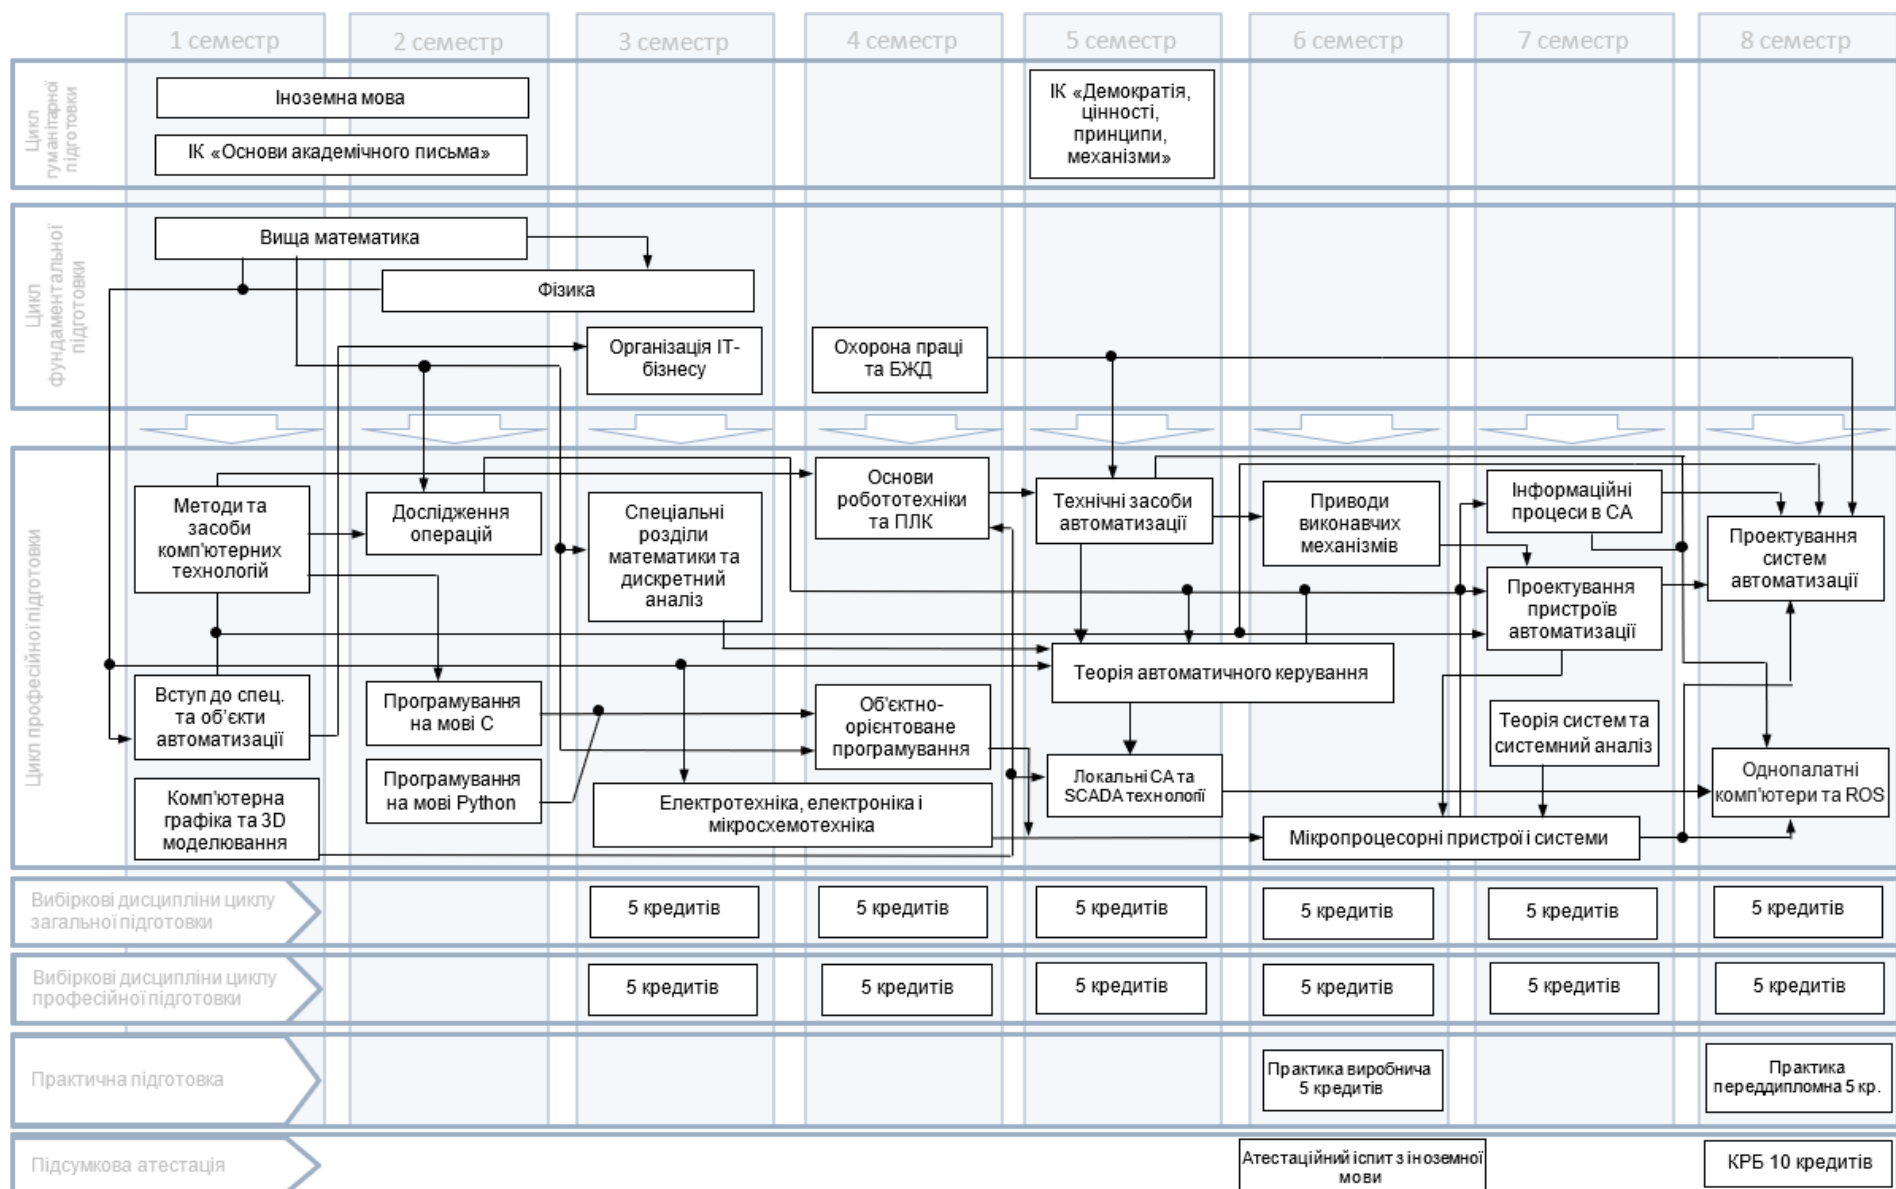 1 семестр
2 семестр
3 семестр
4 семестр
5 семестр
6 семестр
7 семестр
8 семестр
Цикл
гуманітарної
підготовки
Іноземна мова
ІК «Основи академічного письма»
ІК «Демократія,
цінності,
принципи,
механізми»
Цикл
фундаментальної
підготовки
Вища математика
Фізика
Організація ІТ-
бізнесу
Охорона праці
та БЖД
Цикл професійної підготовки
Методи та
засоби
комп'ютерних
технологій
Дослідження
операцій
Спеціальні
розділи
математики та
дискретний
аналіз
Основи
робототехніки
та ПЛК
Технічні засоби
автоматизації
Приводи
виконавчих
механізмів
Інформаційні
процеси в СА
Проектування
систем
автоматизації
Проектування
пристроїв
автоматизації
Теорія автоматичного керування
Вступ до спец.
та об'єкти
автоматизації
Програмування
на мові С
Об'єктно-
орієнтоване
програмування
Теорія систем та
системний аналіз
Програмування
на мові Python
Локальні СА та
SCADA технології
Однопалатні
комп'ютери та ROS
Комп'ютерна
графіка та 3D
моделювання
Електротехніка, електроніка і
мікросхемотехніка
Мікропроцесорні пристрої і системи
Вибіркові дисципліни циклу
загальної підготовки
5 кредитів
5 кредитів
5 кредитів
5 кредитів
5 кредитів
5 кредитів
Вибіркові дисципліни циклу
професійної підготовки
5 кредитів
5 кредитів
5 кредитів
5 кредитів
5 кредитів
5 кредитів
Практична підготовка
Практика виробнича
5 кредитів
Практика
переддипломна 5 кр.
Підсумкова атестація
Атестаційний іспит з іноземної
мови
КРБ 10 кредитів